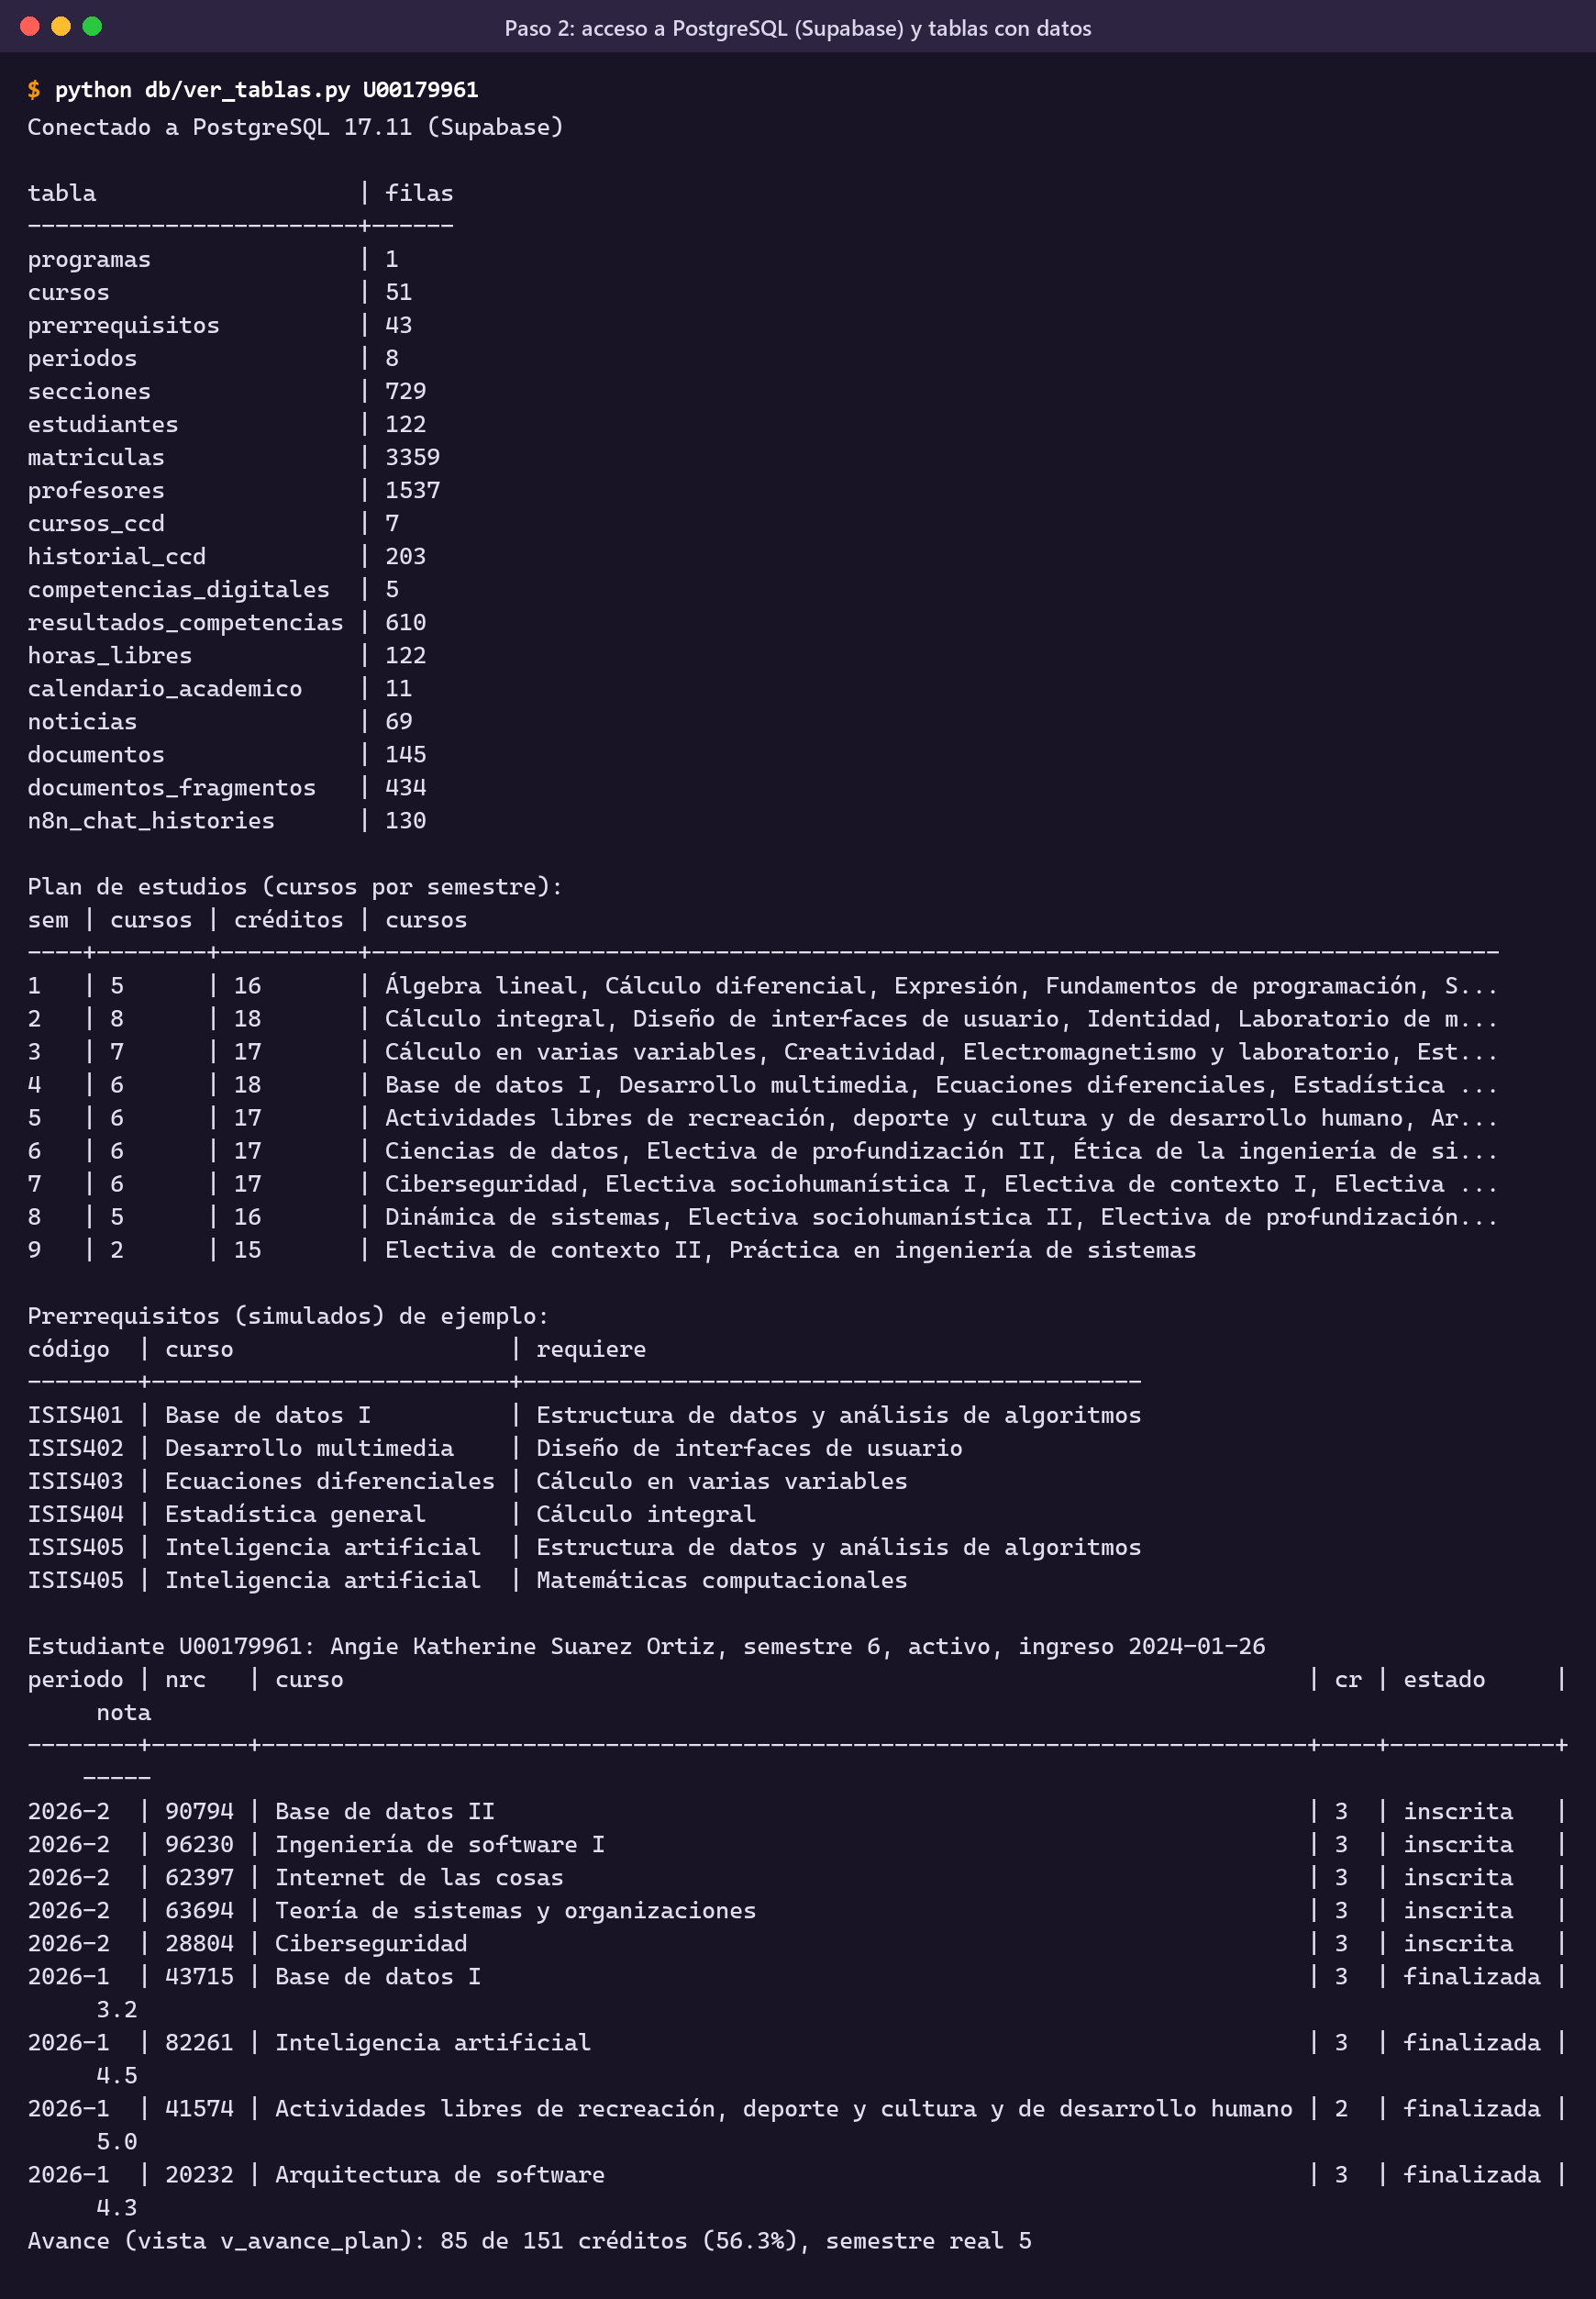 Paso 2: acceso a PostgreSQL (Supabase) y tablas con datos
$ python db/ver_tablas.py U00179961
Conectado a PostgreSQL 17.11 (Supabase)
tabla                   | filas
------------------------+------
programas               | 1
cursos                  | 51
prerrequisitos          | 43
periodos                | 8
secciones               | 729
estudiantes             | 122
matriculas              | 3359
profesores              | 1537
cursos_ccd              | 7
historial_ccd           | 203
competencias_digitales  | 5
resultados_competencias | 610
horas_libres            | 122
calendario_academico    | 11
noticias                | 69
documentos              | 145
documentos_fragmentos   | 434
n8n_chat_histories      | 130
Plan de estudios (cursos por semestre):
sem | cursos | créditos | cursos
----+--------+----------+----------------------------------------------------------------------------------
1   | 5      | 16       | Álgebra lineal, Cálculo diferencial, Expresión, Fundamentos de programación, S...
2   | 8      | 18       | Cálculo integral, Diseño de interfaces de usuario, Identidad, Laboratorio de m...
3   | 7      | 17       | Cálculo en varias variables, Creatividad, Electromagnetismo y laboratorio, Est...
4   | 6      | 18       | Base de datos I, Desarrollo multimedia, Ecuaciones diferenciales, Estadística ...
5   | 6      | 17       | Actividades libres de recreación, deporte y cultura y de desarrollo humano, Ar...
6   | 6      | 17       | Ciencias de datos, Electiva de profundización II, Ética de la ingeniería de si...
7   | 6      | 17       | Ciberseguridad, Electiva sociohumanística I, Electiva de contexto I, Electiva ...
8   | 5      | 16       | Dinámica de sistemas, Electiva sociohumanística II, Electiva de profundización...
9   | 2      | 15       | Electiva de contexto II, Práctica en ingeniería de sistemas
Prerrequisitos (simulados) de ejemplo:
código  | curso                    | requiere
--------+--------------------------+---------------------------------------------
ISIS401 | Base de datos I          | Estructura de datos y análisis de algoritmos
ISIS402 | Desarrollo multimedia    | Diseño de interfaces de usuario
ISIS403 | Ecuaciones diferenciales | Cálculo en varias variables
ISIS404 | Estadística general      | Cálculo integral
ISIS405 | Inteligencia artificial  | Estructura de datos y análisis de algoritmos
ISIS405 | Inteligencia artificial  | Matemáticas computacionales
Estudiante U00179961: Angie Katherine Suarez Ortiz, semestre 6, activo, ingreso 2024-01-26
periodo | nrc   | curso                                                                      | cr | estado     |
nota
--------+-------+----------------------------------------------------------------------------+----+------------+
-----
2026-2  | 90794 | Base de datos II                                                           | 3  | inscrita   |
2026-2  | 96230 | Ingeniería de software I                                                   | 3  | inscrita   |
2026-2  | 62397 | Internet de las cosas                                                      | 3  | inscrita   |
2026-2  | 63694 | Teoría de sistemas y organizaciones                                        | 3  | inscrita   |
2026-2  | 28804 | Ciberseguridad                                                             | 3  | inscrita   |
2026-1  | 43715 | Base de datos I                                                            | 3  | finalizada |
3.2
2026-1  | 82261 | Inteligencia artificial                                                    | 3  | finalizada |
4.5
2026-1  | 41574 | Actividades libres de recreación, deporte y cultura y de desarrollo humano | 2  | finalizada |
5.0
2026-1  | 20232 | Arquitectura de software                                                   | 3  | finalizada |
4.3
Avance (vista v_avance_plan): 85 de 151 créditos (56.3%), semestre real 5